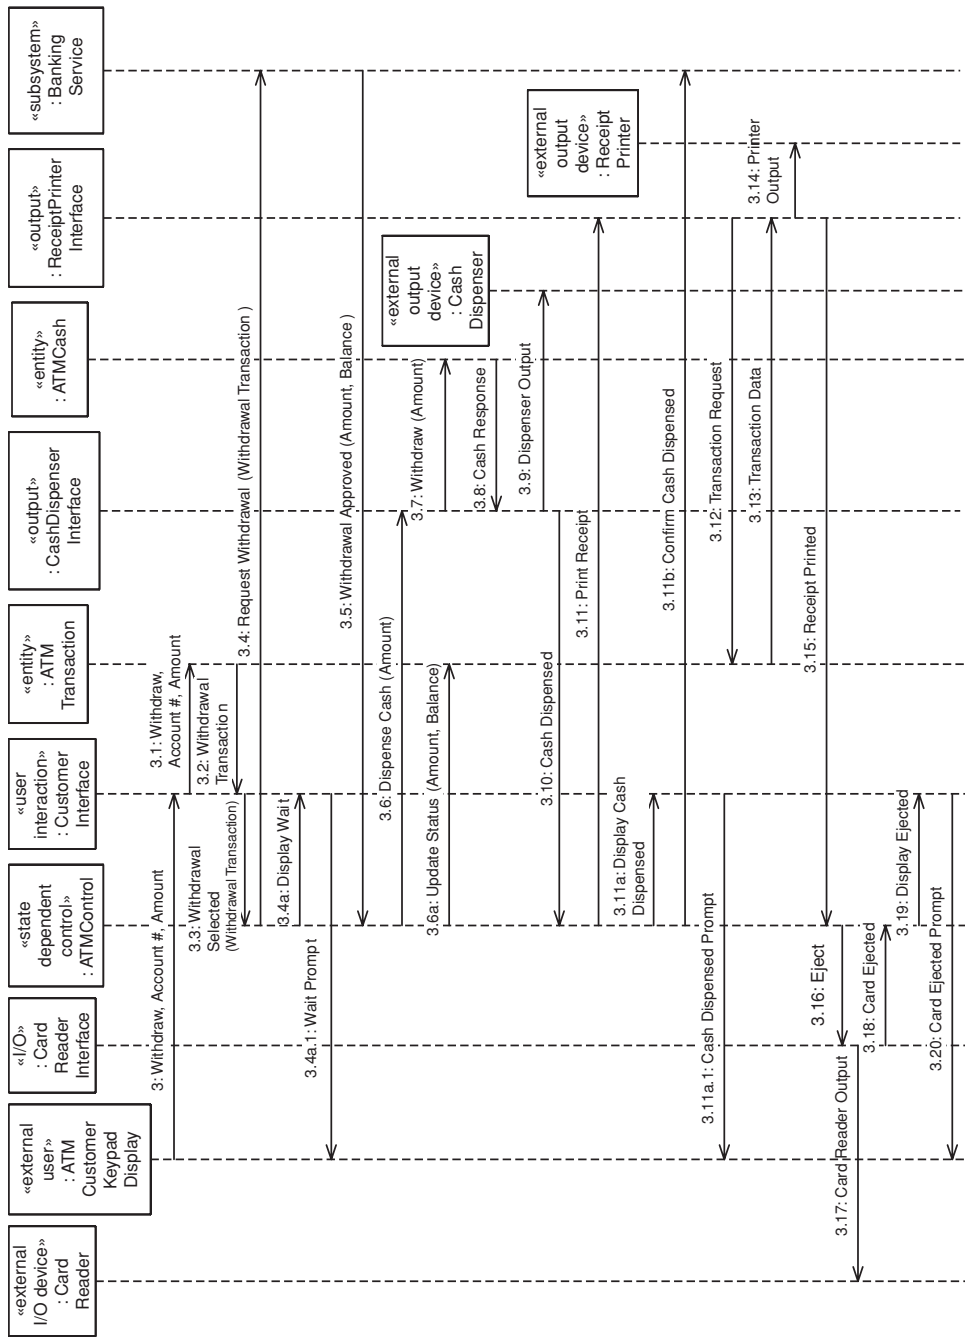 «external
I/O device»
: Card
Reader
«external
user»
: ATM
Customer
Keypad
Display
«I/O»
: Card
Reader
Interface
«state
dependent
control»
: ATMControl
«user
interaction»
: Customer
Interface
«entity»
: ATM
Transaction
«output»
: CashDispenser
Interface
«entity»
: ATMCash
«output»
: ReceiptPrinter
Interface
«subsystem»
: Banking
Service
«external
output
device»
: Cash
Dispenser
«external
output
device»
: Receipt
Printer
3: Withdraw, Account #, Amount
3.1: Withdraw,
Account #, Amount
3.2: Withdrawal
Transaction
3.3: Withdrawal
Selected
(Withdrawal Transaction)
3.4: Request Withdrawal (Withdrawal Transaction )
3.4a: Display Wait
3.4a.1: Wait Prompt
3.5: Withdrawal Approved (Amount, Balance )
3.6: Dispense Cash (Amount)
3.6a: Update Status (Amount, Balance)
3.7: Withdraw (Amount)
3.8: Cash Response
3.9: Dispenser Output
3.10: Cash Dispensed
3.11: Print Receipt
3.11a: Display Cash
Dispensed
3.11b: Confirm Cash Dispensed
3.11a.1: Cash Dispensed Prompt
3.12: Transaction Request
3.13: Transaction Data
3.14: Printer
Output
3.15: Receipt Printed
3.16: Eject
3.17: Card Reader Output
3.18: Card Ejected
3.19: Display Ejected
3.20: Card Ejected Prompt